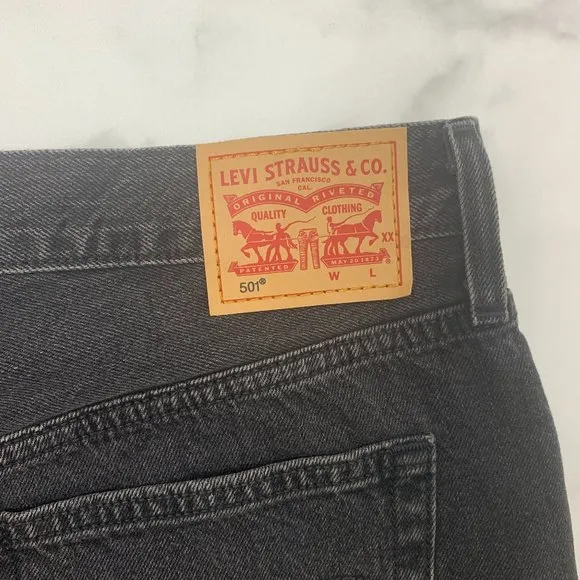 LEVI STRAUSS & CO.
SAN FRANCISCO
CAL.
ORIGINAL RIVETED
QUALITY CLOTHING
XX
PATENTED MAY 20 1873 ®
W L
501®